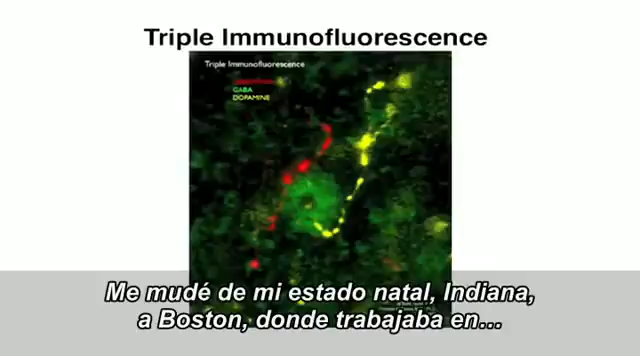 Triple Immunofluorescence
Triple Immunofluorescence
GABA
DOPAMINE
Me mudé de mi estado natal, Indiana,
a Boston, donde trabajaba en...